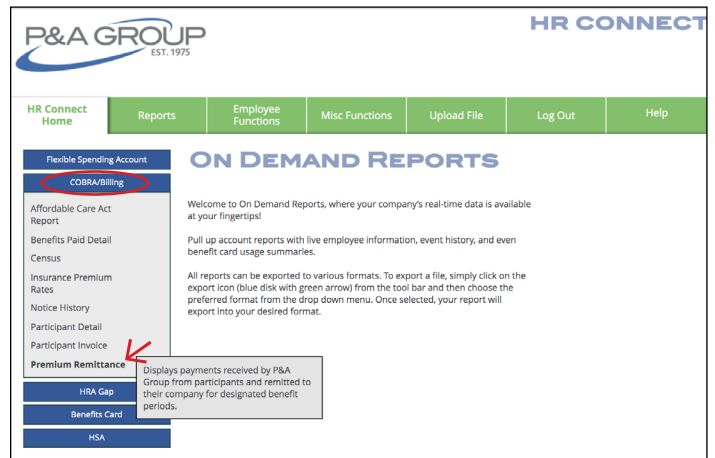 P&A GROUP
EST. 1975
HR CONNECT
HR Connect
Home
Reports
Employee
Functions
Misc Functions
Upload File
Log Out
Help
Flexible Spending Account
COBRA/Billing
Affordable Care Act
Report
Benefits Paid Detail
Census
Insurance Premium
Rates
Notice History
Participant Detail
Participant Invoice
Premium Remittance
HRA Gap
Benefits Card
HSA
ON DEMAND REPORTS
Welcome to On Demand Reports, where your company's real-time data is available
at your fingertips!
Pull up account reports with live employee information, event history, and even
benefit card usage summaries.
All reports can be exported to various formats. To export a file, simply click on the
export icon (blue disk with green arrow) from the tool bar and then choose the
preferred format from the drop down menu. Once selected, your report will
export into your desired format.
Displays payments received by P&A
Group from participants and remitted to
their company for designated benefit
periods.